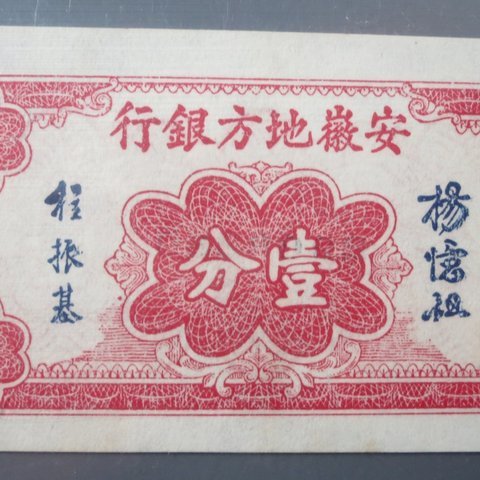 安徽地方銀行
壹分
楊憶祖
程振基